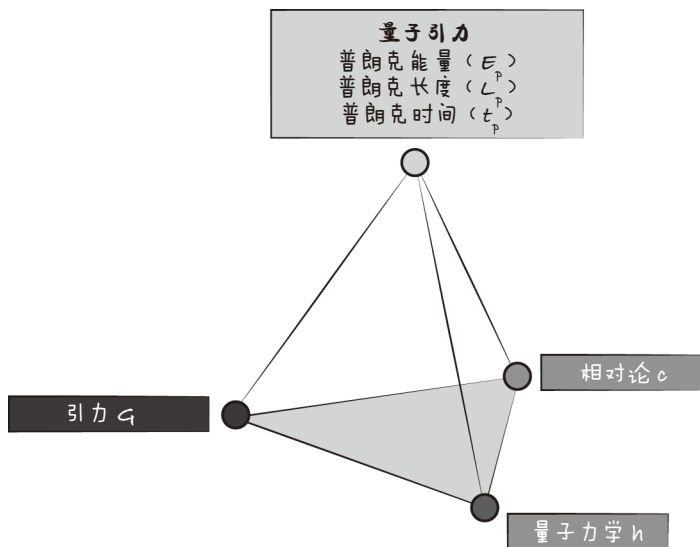 量子引力
普朗克能量（Eₚ）
普朗克长度（Lₚ）
普朗克时间（tₚ）
相对论 c
引力 G
量子力学 h